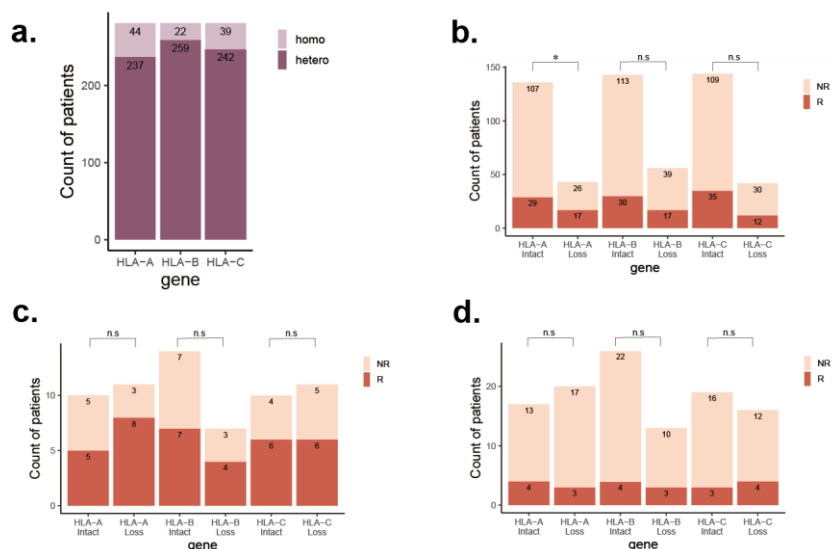 a.
Count of patients
200
100
0
44 22 39
237 259 242
HLA-A HLA-B HLA-C
gene
homo
hetero
b.
Count of patients
150
100
50
0
* n.s n.s
107 26 113 39 109 30
29 17 30 17 35 12
HLA-A HLA-A HLA-B HLA-B HLA-C HLA-C
Intact Loss Intact Loss Intact Loss
gene
NR
R
c.
Count of patients
10
5
0
n.s n.s n.s
5 3 7 3 4 5
5 8 7 4 6 6
HLA-A HLA-A HLA-B HLA-B HLA-C HLA-C
Intact Loss Intact Loss Intact Loss
gene
NR
R
d.
Count of patients
20
10
0
n.s n.s n.s
13 17 22 10 16 12
4 3 4 3 3 4
HLA-A HLA-A HLA-B HLA-B HLA-C HLA-C
Intact Loss Intact Loss Intact Loss
gene
NR
R